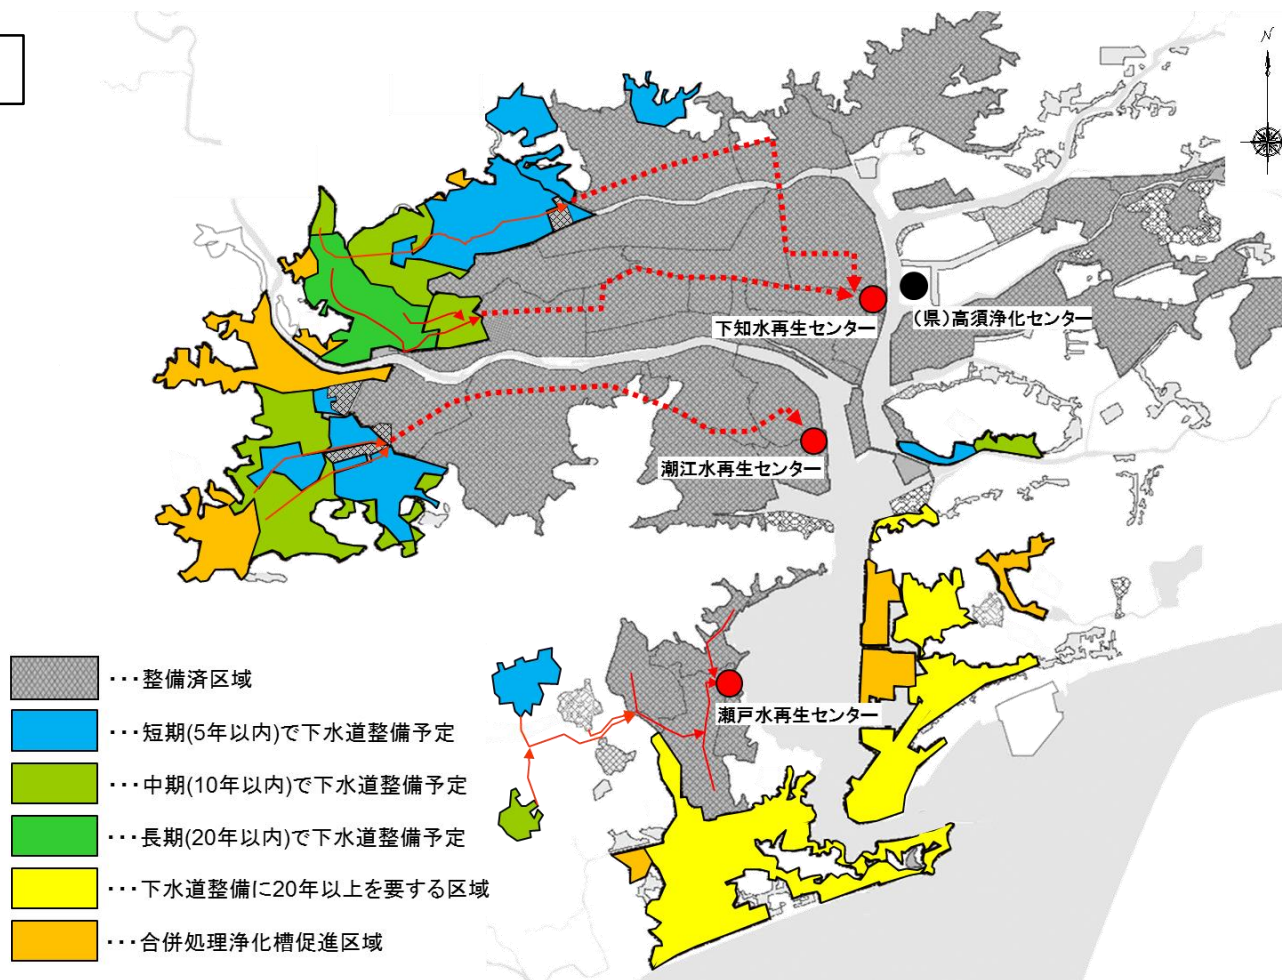 N
下知水再生センター
(県)高須浄化センター
潮江水再生センター
瀬戸水再生センター
・・・整備済区域
・・・短期(5年以内)で下水道整備予定
・・・中期(10年以内)で下水道整備予定
・・・長期(20年以内)で下水道整備予定
・・・下水道整備に20年以上を要する区域
・・・合併処理浄化槽促進区域